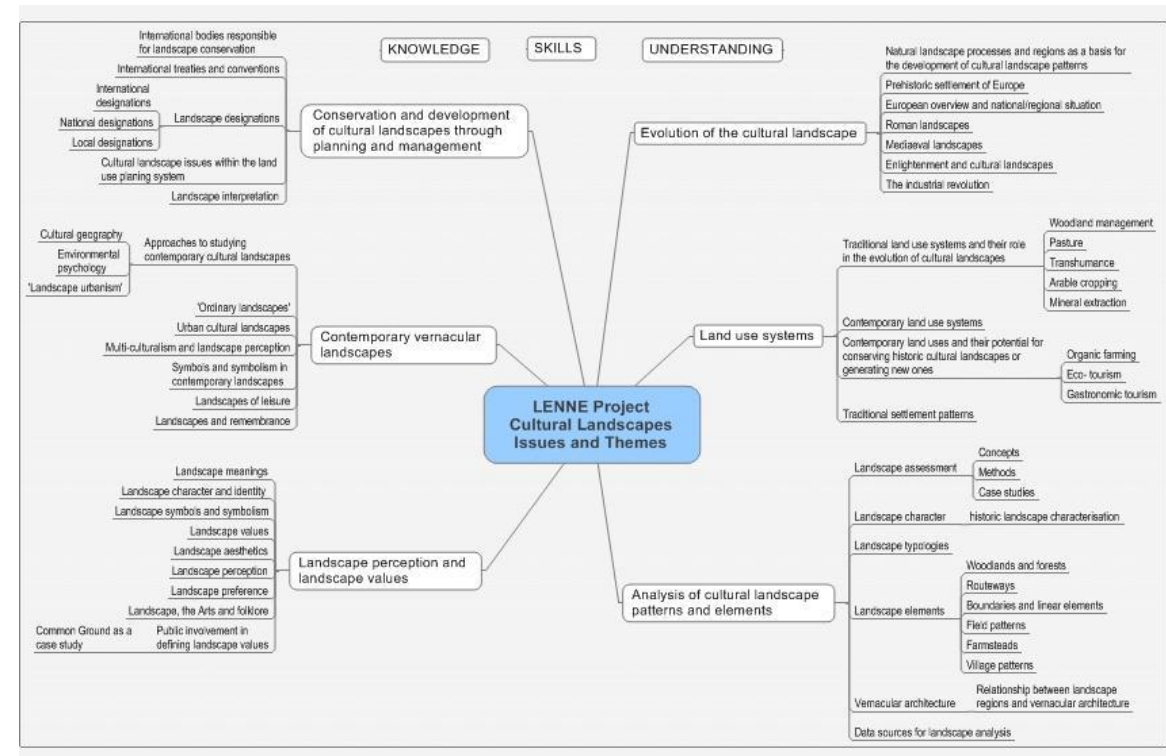 KNOWLEDGE
SKILLS
UNDERSTANDING
International bodies responsible
for landscape conservation
International treaties and conventions
International
designations
National designations
Local designations
Landscape designations
Cultural landscape issues within the land
use planing system
Landscape interpretation
Conservation and development
of cultural landscapes through
planning and management
Cultural geography
Environmental
psychology
'Landscape urbanism'
Approaches to studying
contemporary cultural landscapes
'Ordinary landscapes'
Urban cultural landscapes
Multi-culturalism and landscape perception
Symbols and symbolism in
contemporary landscapes
Landscapes of leisure
Landscapes and remembrance
Contemporary vernacular
landscapes
Landscape meanings
Landscape character and identity
Landscape symbols and symbolism
Landscape values
Landscape aesthetics
Landscape perception
Landscape preference
Landscape, the Arts and folklore
Common Ground as a
case study
Public involvement in
defining landscape values
Landscape perception and
landscape values
LENNE Project
Cultural Landscapes
Issues and Themes
Evolution of the cultural landscape
Natural landscape processes and regions as a basis for
the development of cultural landscape patterns
Prehistoric settlement of Europe
European overview and national/regional situation
Roman landscapes
Mediaeval landscapes
Enlightenment and cultural landscapes
The industrial revolution
Land use systems
Traditional land use systems and their role
in the evolution of cultural landscapes
Woodland management
Pasture
Transhumance
Arable cropping
Mineral extraction
Contemporary land use systems
Contemporary land uses and their potential for
conserving historic cultural landscapes or
generating new ones
Organic farming
Eco- tourism
Gastronomic tourism
Traditional settlement patterns
Analysis of cultural landscape
patterns and elements
Landscape assessment
Concepts
Methods
Case studies
Landscape character
historic landscape characterisation
Landscape typologies
Landscape elements
Woodlands and forests
Routeways
Boundaries and linear elements
Field patterns
Farmsteads
Village patterns
Vernacular architecture
Relationship between landscape
regions and vernacular architecture
Data sources for landscape analysis